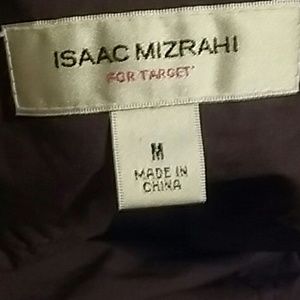 ISAAC MIZRAHI
FOR TARGET
M
MADE IN
CHINA